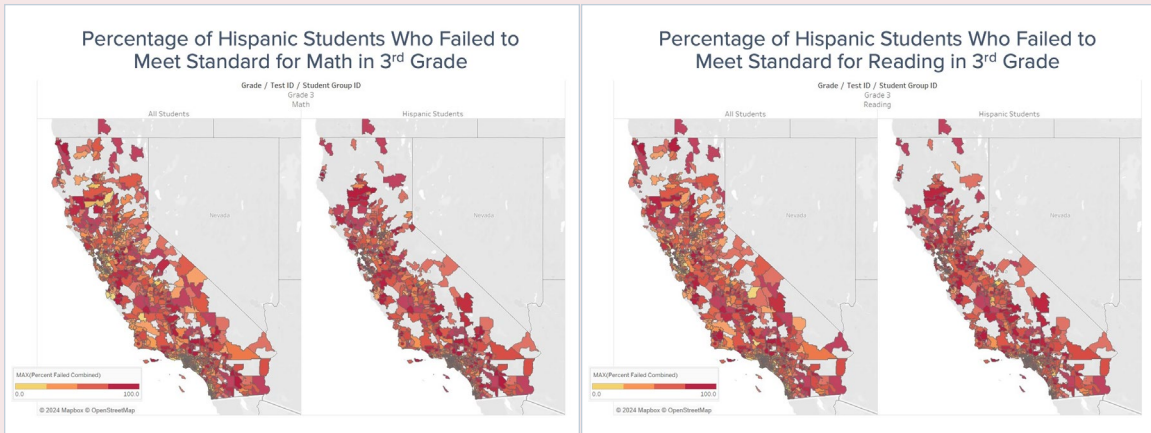 Percentage of Hispanic Students Who Failed to
Meet Standard for Math in 3rd Grade
Grade / Test ID / Student Group ID
Grade 3
Math
All Students
Hispanic Students
Nevada
Nevada
MAX(Percent Failed Combined)
0.0
100.0
© 2024 Mapbox © OpenStreetMap
Percentage of Hispanic Students Who Failed to
Meet Standard for Reading in 3rd Grade
Grade / Test ID / Student Group ID
Grade 3
Reading
All Students
Hispanic Students
Nevada
Nevada
MAX(Percent Failed Combined)
0.0
100.0
© 2024 Mapbox © OpenStreetMap